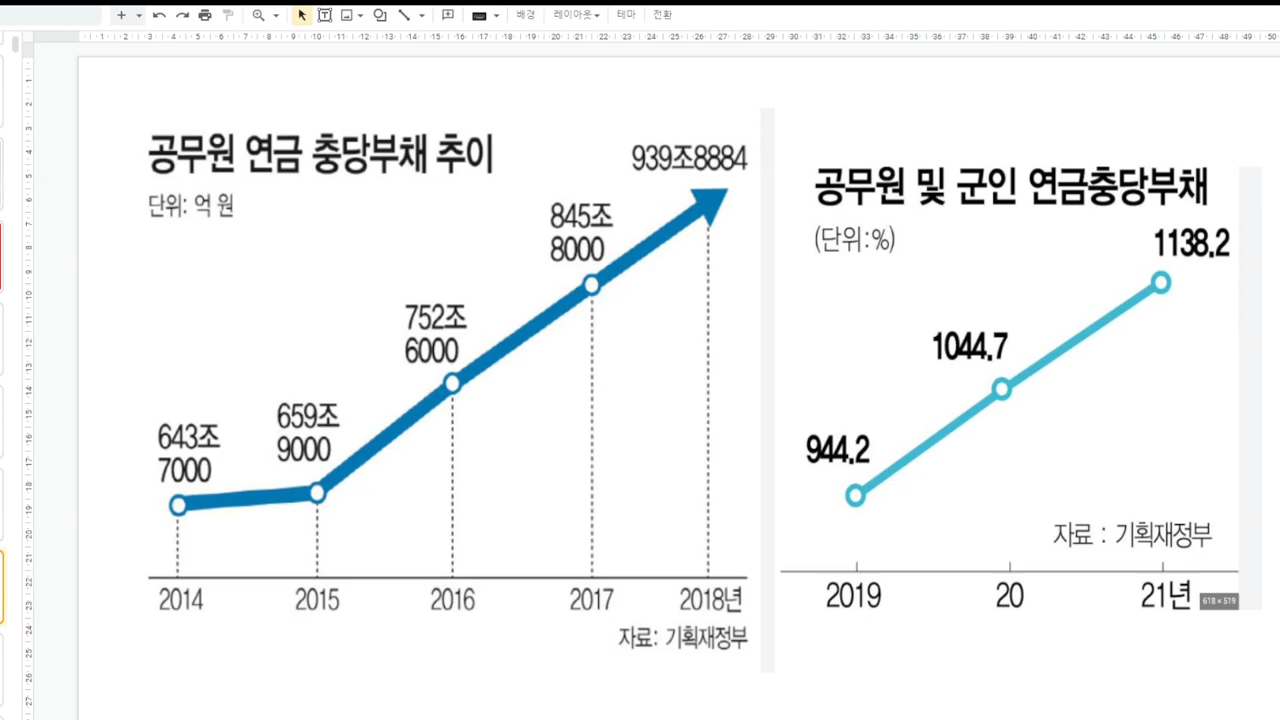 배경 레이아웃 테마 전환
공무원 연금 충당부채 추이
단위: 억 원
643조
7000
659조
9000
752조
6000
845조
8000
939조8884
2014 2015 2016 2017 2018년
자료: 기획재정부
공무원 및 군인 연금충당부채
(단위:%)
944.2
1044.7
1138.2
자료 : 기획재정부
2019 20 21년
618 × 519